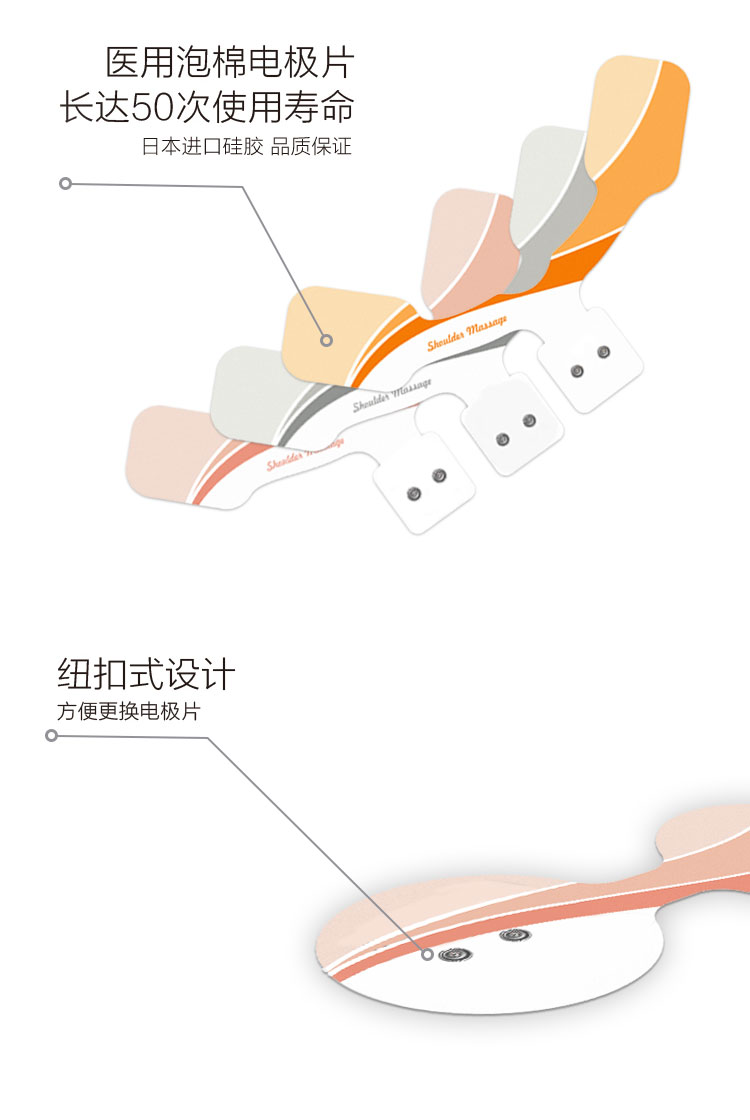 医用泡棉电极片
长达50次使用寿命
日本进口硅胶 品质保证
Shoulder Massage
Shoulder Massage
Shoulder
纽扣式设计
方便更换电极片